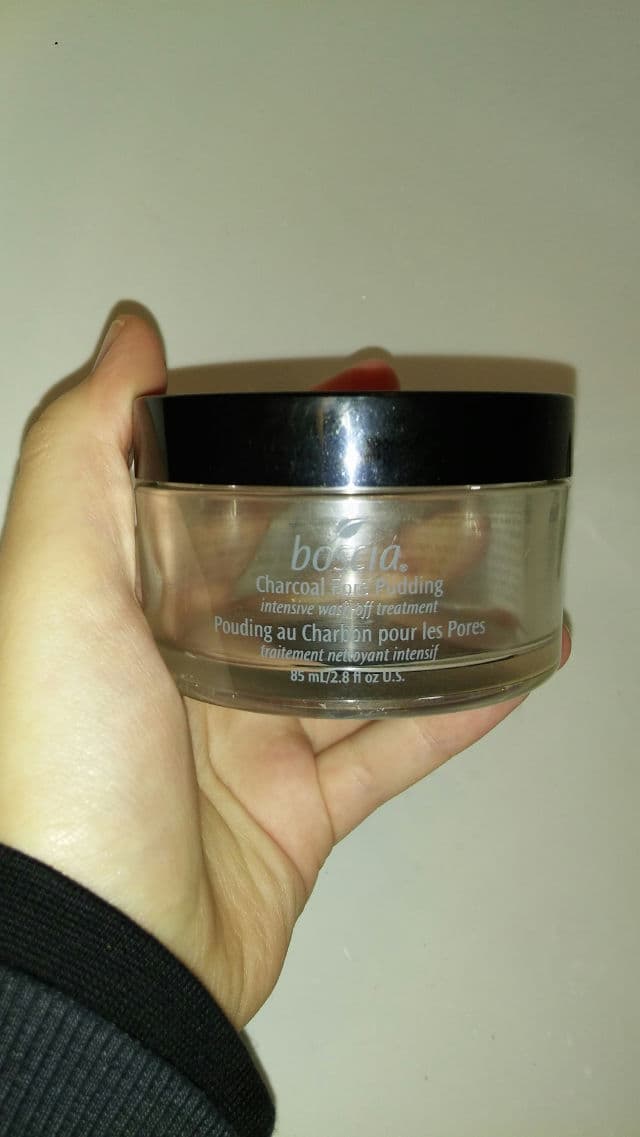 boscia®
Charcoal Pore Pudding
intensive wash-off treatment
Pouding au Charbon pour les Pores
traitement nettoyant intensif
85 mL/2.8 fl oz U.S.